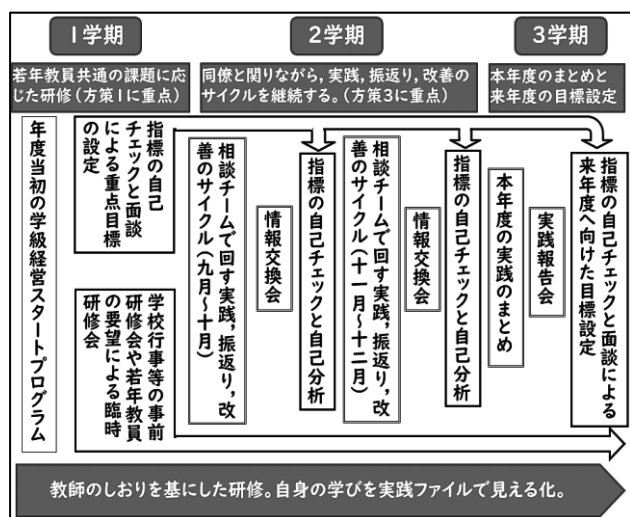 1学期
2学期
3学期
若年教員共通の課題に応
じた研修(方策1に重点)
同僚と関りながら,実践,振返り,改善の
サイクルを継続する。(方策3に重点)
本年度のまとめと
来年度の目標設定
年度当初の学級経営スタートプログラム
指標の自己
チェックと面談
による重点目標
の設定
学校行事等の事前
研修会や若年教員
の要望による臨時
研修会
相談チームで回す実践,振返り,改
善のサイクル(九月~十月)
情報交換会
指標の自己チェックと自己分析
相談チームで回す実践,振返り,改
善のサイクル(十一月~十二月)
情報交換会
指標の自己チェックと自己分析
本年度の実践のまとめ
実践報告会
指標の自己チェックと面談による
来年度へ向けた目標設定
教師のしおりを基にした研修。自身の学びを実践ファイルで見える化。